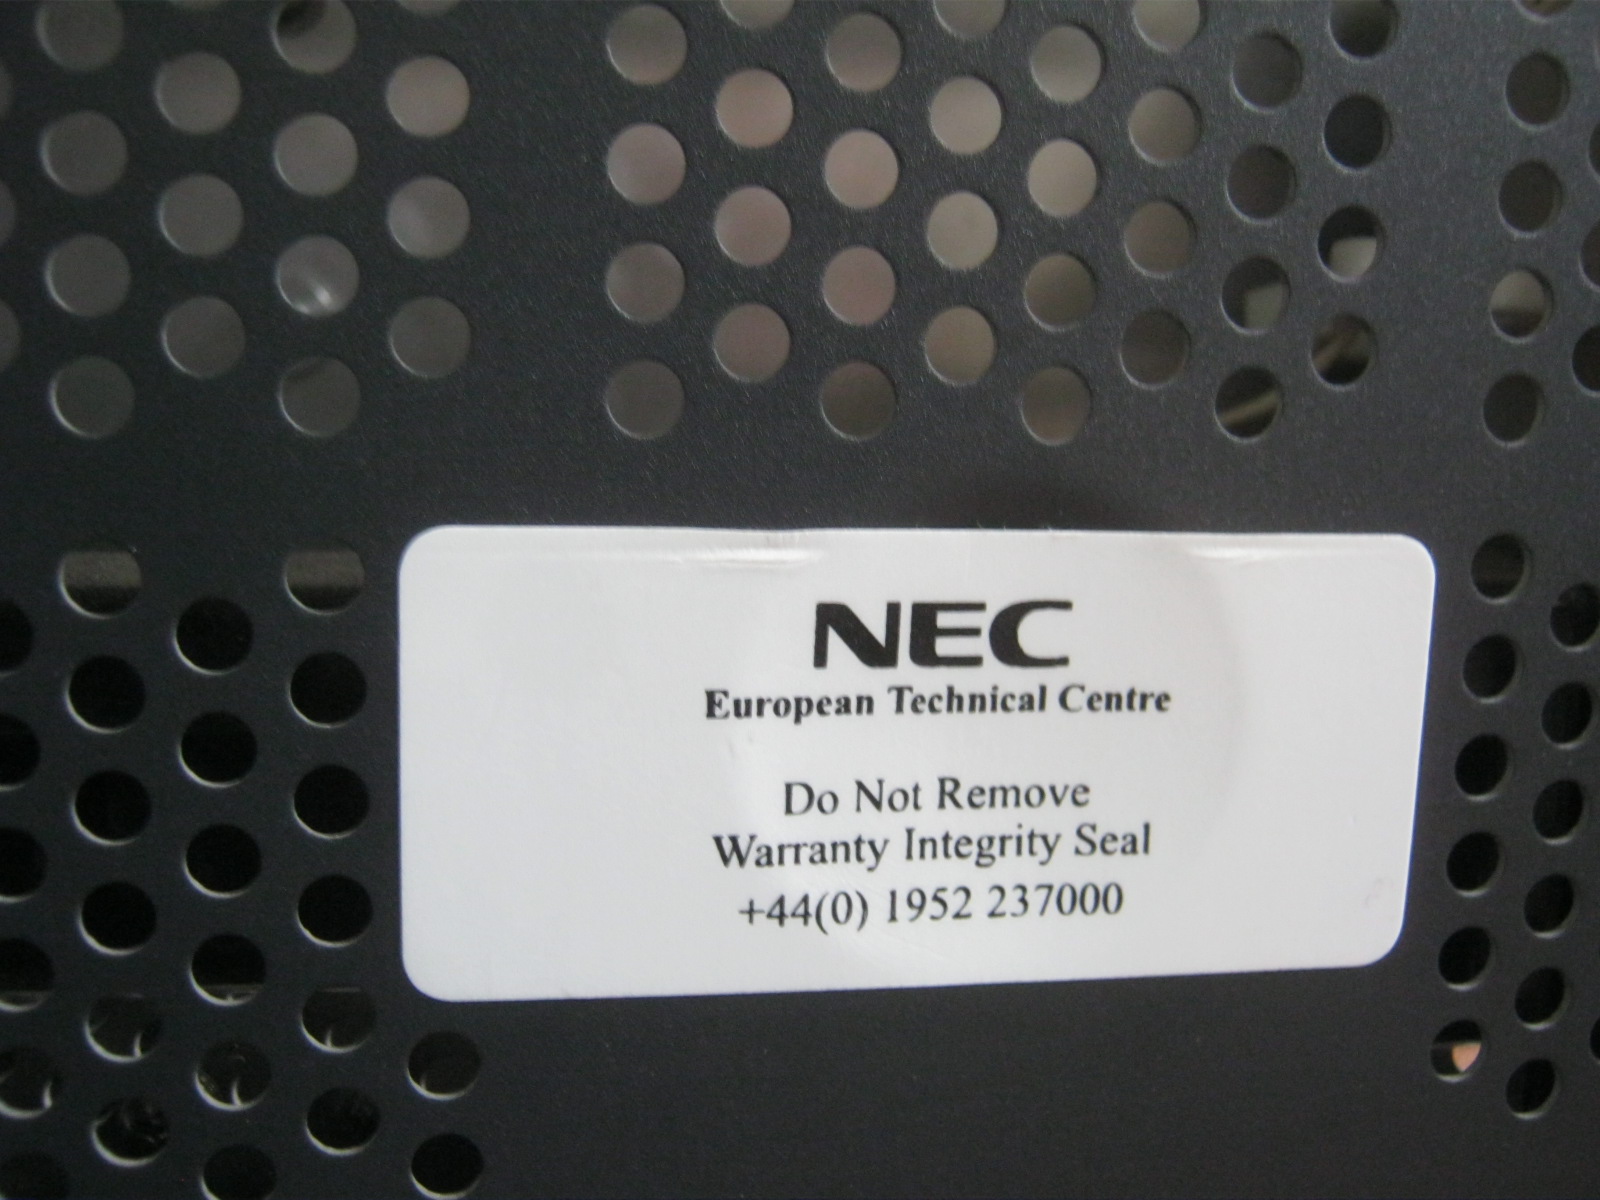 NEC
European Technical Centre
Do Not Remove
Warranty Integrity Seal
+44(0) 1952 237000